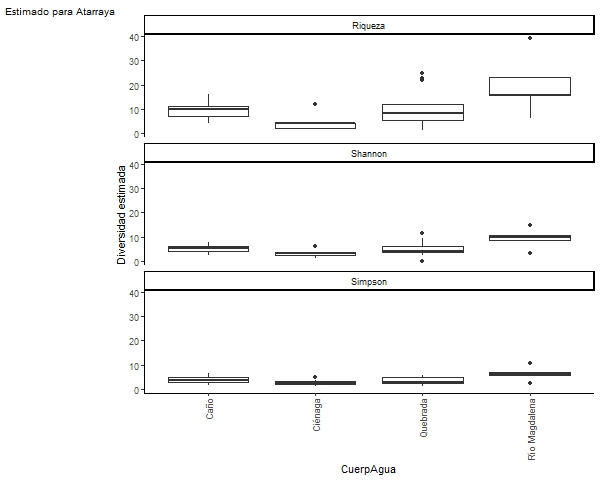 Estimado para Atarraya
Riqueza
40
30
20
10
0
Shannon
40
30
20
10
0
Simpson
40
30
20
10
0
Diversidad estimada
Caño
Ciénaga
Quebrada
Río Magdalena
CuerpAgua